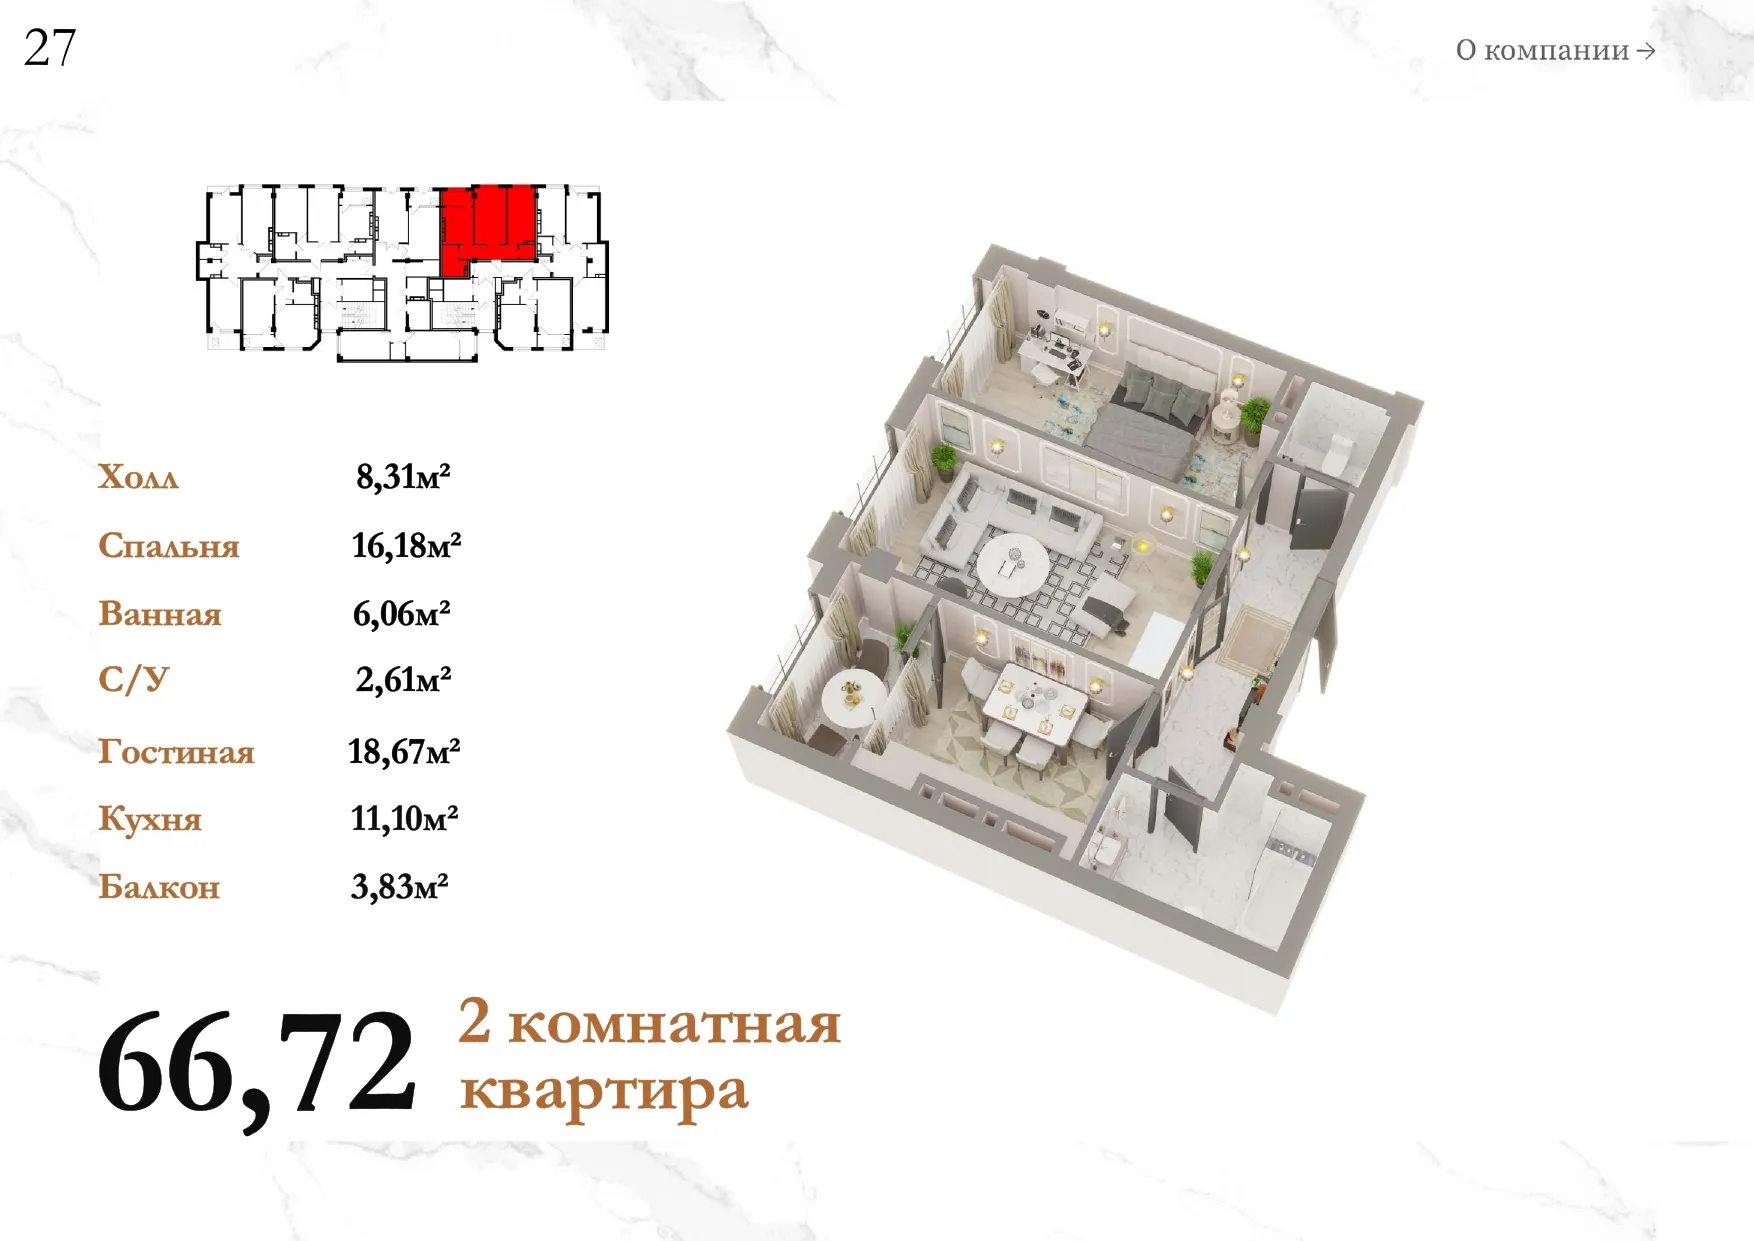 27
О компании →
Холл 8,31м²
Спальня 16,18м²
Ванная 6,06м²
С/У 2,61м²
Гостиная 18,67м²
Кухня 11,10м²
Балкон 3,83м²
66,72
2 комнатная
квартира